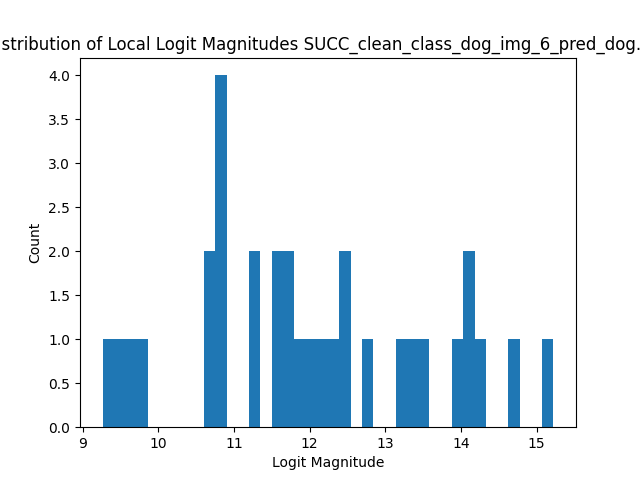 stribution of Local Logit Magnitudes SUCC_clean_class_dog_img_6_pred_dog.
4.0
3.5
3.0
2.5
2.0
1.5
1.0
0.5
0.0
Count
9 10 11 12 13 14 15
Logit Magnitude